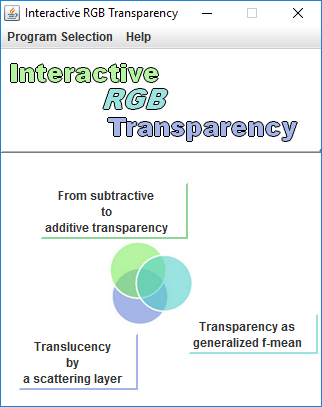 Interactive RGB Transparency
Program Selection Help
Interactive
RGB
Transparency
From subtractive
to
additive transparency
Transparency as
generalized f-mean
Translucency
by
a scattering layer